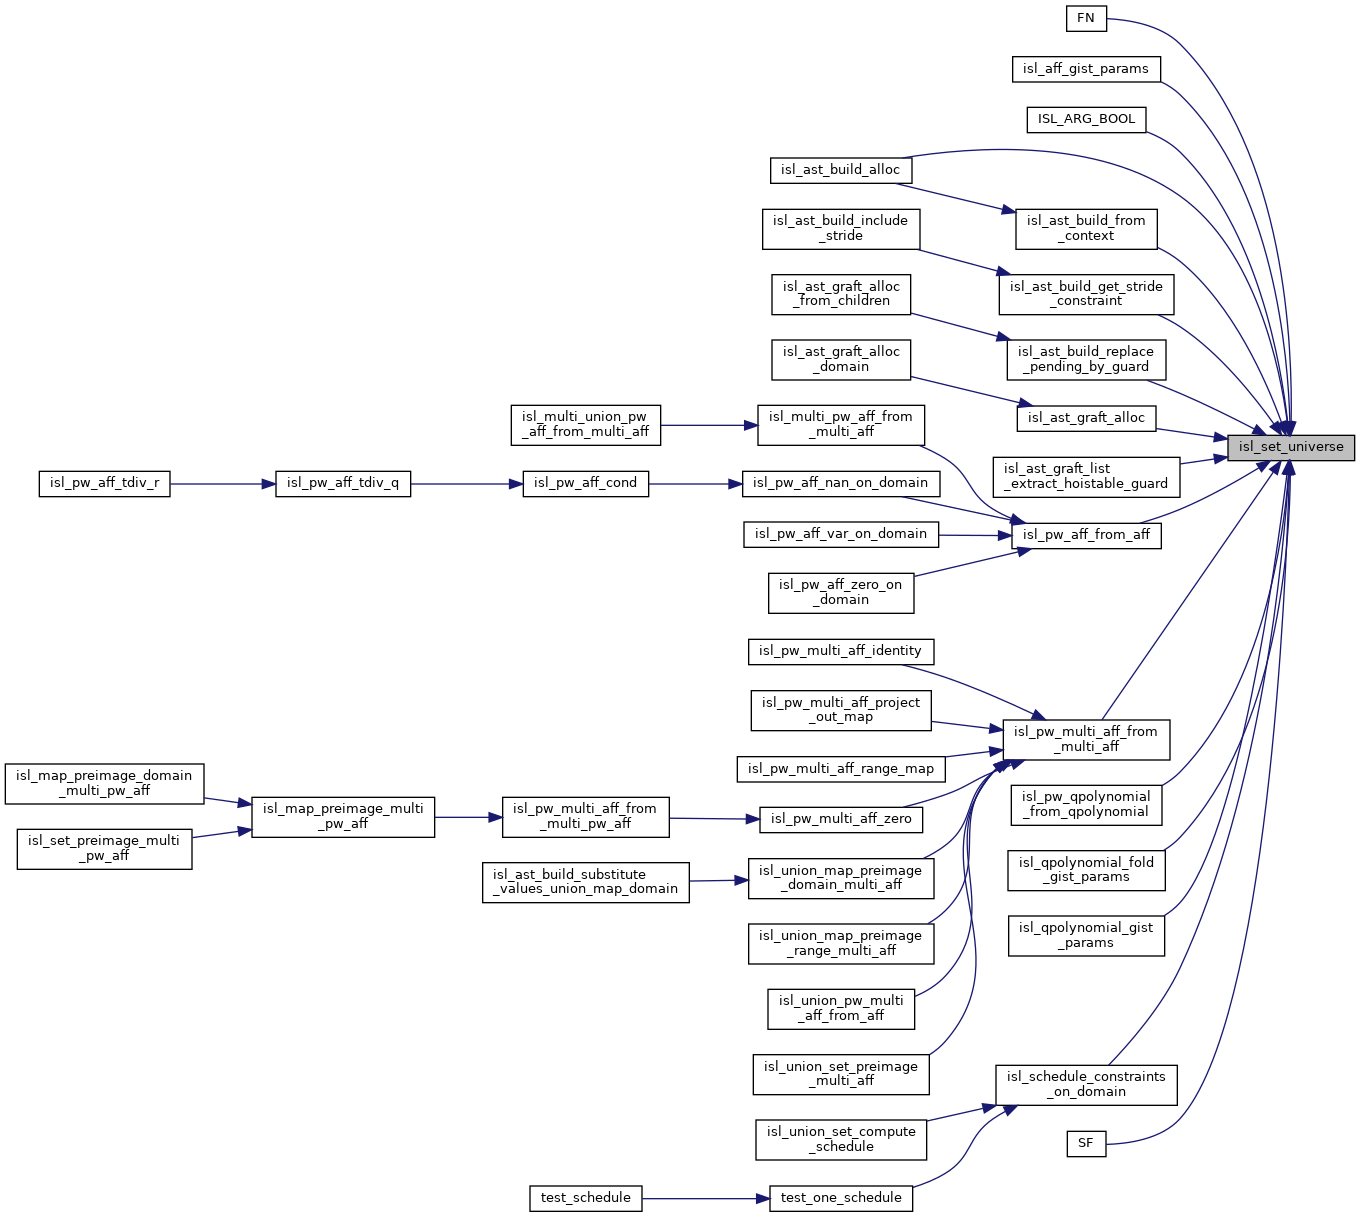 FN
isl_aff_gist_params
ISL_ARG_BOOL
isl_ast_build_alloc
isl_ast_build_from
_context
isl_ast_build_include
_stride
isl_ast_build_get_stride
_constraint
isl_ast_graft_alloc
_from_children
isl_ast_build_replace
_pending_by_guard
isl_ast_graft_alloc
_domain
isl_ast_graft_alloc
isl_multi_union_pw
_aff_from_multi_aff
isl_multi_pw_aff_from
_multi_aff
isl_set_universe
isl_ast_graft_list
_extract_hoistable_guard
isl_pw_aff_tdiv_r
isl_pw_aff_tdiv_q
isl_pw_aff_cond
isl_pw_aff_nan_on_domain
isl_pw_aff_var_on_domain
isl_pw_aff_from_aff
isl_pw_aff_zero_on
_domain
isl_pw_multi_aff_identity
isl_pw_multi_aff_project
_out_map
isl_pw_multi_aff_from
_multi_aff
isl_pw_multi_aff_range_map
isl_map_preimage_domain
_multi_pw_aff
isl_map_preimage_multi
_pw_aff
isl_pw_multi_aff_from
_multi_pw_aff
isl_pw_multi_aff_zero
isl_pw_qpolynomial
_from_qpolynomial
isl_set_preimage_multi
_pw_aff
isl_ast_build_substitute
_values_union_map_domain
isl_union_map_preimage
_domain_multi_aff
isl_qpolynomial_fold
_gist_params
isl_union_map_preimage
_range_multi_aff
isl_qpolynomial_gist
_params
isl_union_pw_multi
_aff_from_aff
isl_union_set_preimage
_multi_aff
isl_schedule_constraints
_on_domain
isl_union_set_compute
_schedule
SF
test_schedule
test_one_schedule